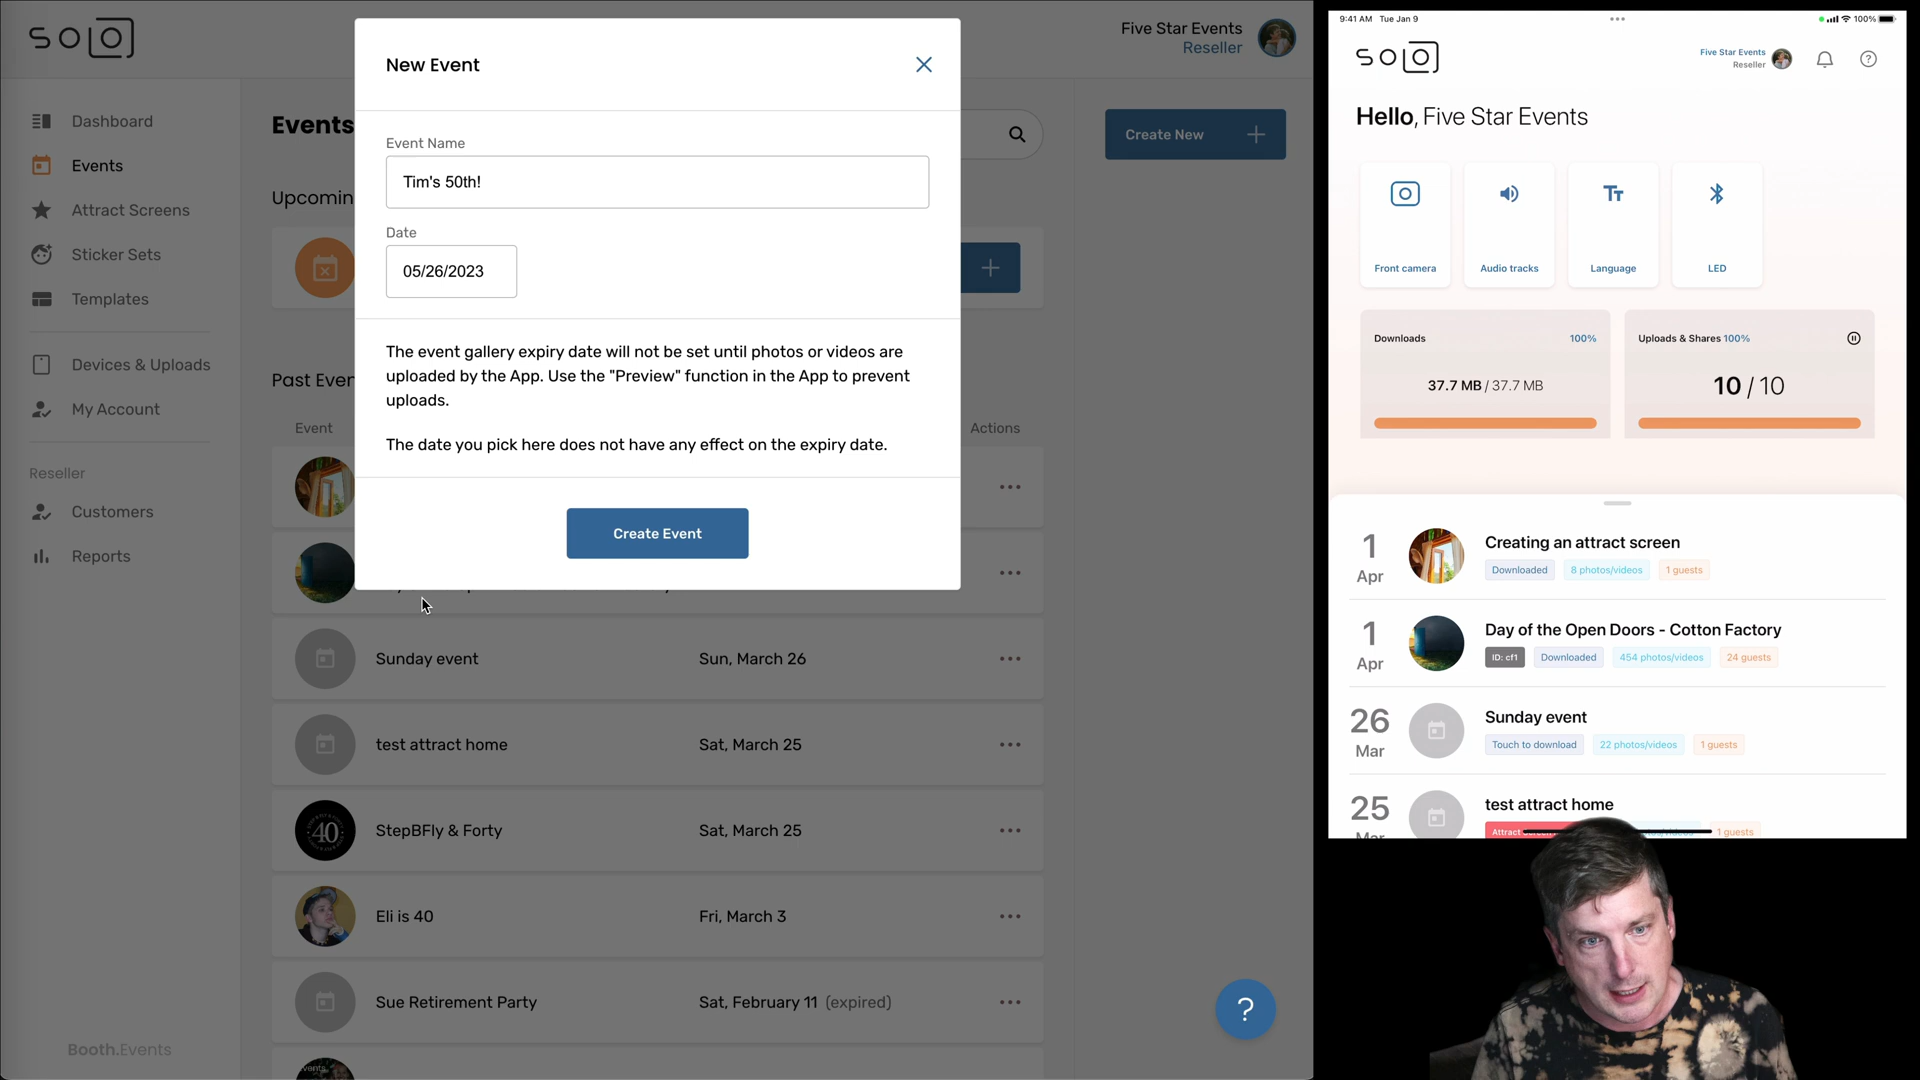 SOLO
Five Star Events
Reseller
Dashboard
Events
Attract Screens
Sticker Sets
Templates
Devices & Uploads
My Account
Reseller
Customers
Reports
Booth.Events
Events
Create New
New Event
Event Name
Tim's 50th!
Date
05/26/2023
The event gallery expiry date will not be set until photos or videos are
uploaded by the App. Use the "Preview" function in the App to prevent
uploads.
The date you pick here does not have any effect on the expiry date.
Create Event
Event
Actions
Sunday event Sun, March 26
test attract home Sat, March 25
40
StepBFly & Forty Sat, March 25
Eli is 40 Fri, March 3
Sue Retirement Party Sat, February 11 (expired)
?
9:41 AM Tue Jan 9
100%
SOLO
Five Star Events
Reseller
?
Hello, Five Star Events
Front camera
Audio tracks
Language
LED
Downloads 100%
37.7 MB / 37.7 MB
Uploads & Shares 100%
10 / 10
1
Apr
Creating an attract screen
Downloaded 8 photos/videos 1 guests
1
Apr
Day of the Open Doors - Cotton Factory
ID: cf1 Downloaded 454 photos/videos 24 guests
26
Mar
Sunday event
Touch to download 22 photos/videos 1 guests
25
Mar
test attract home
Attract 1 guests